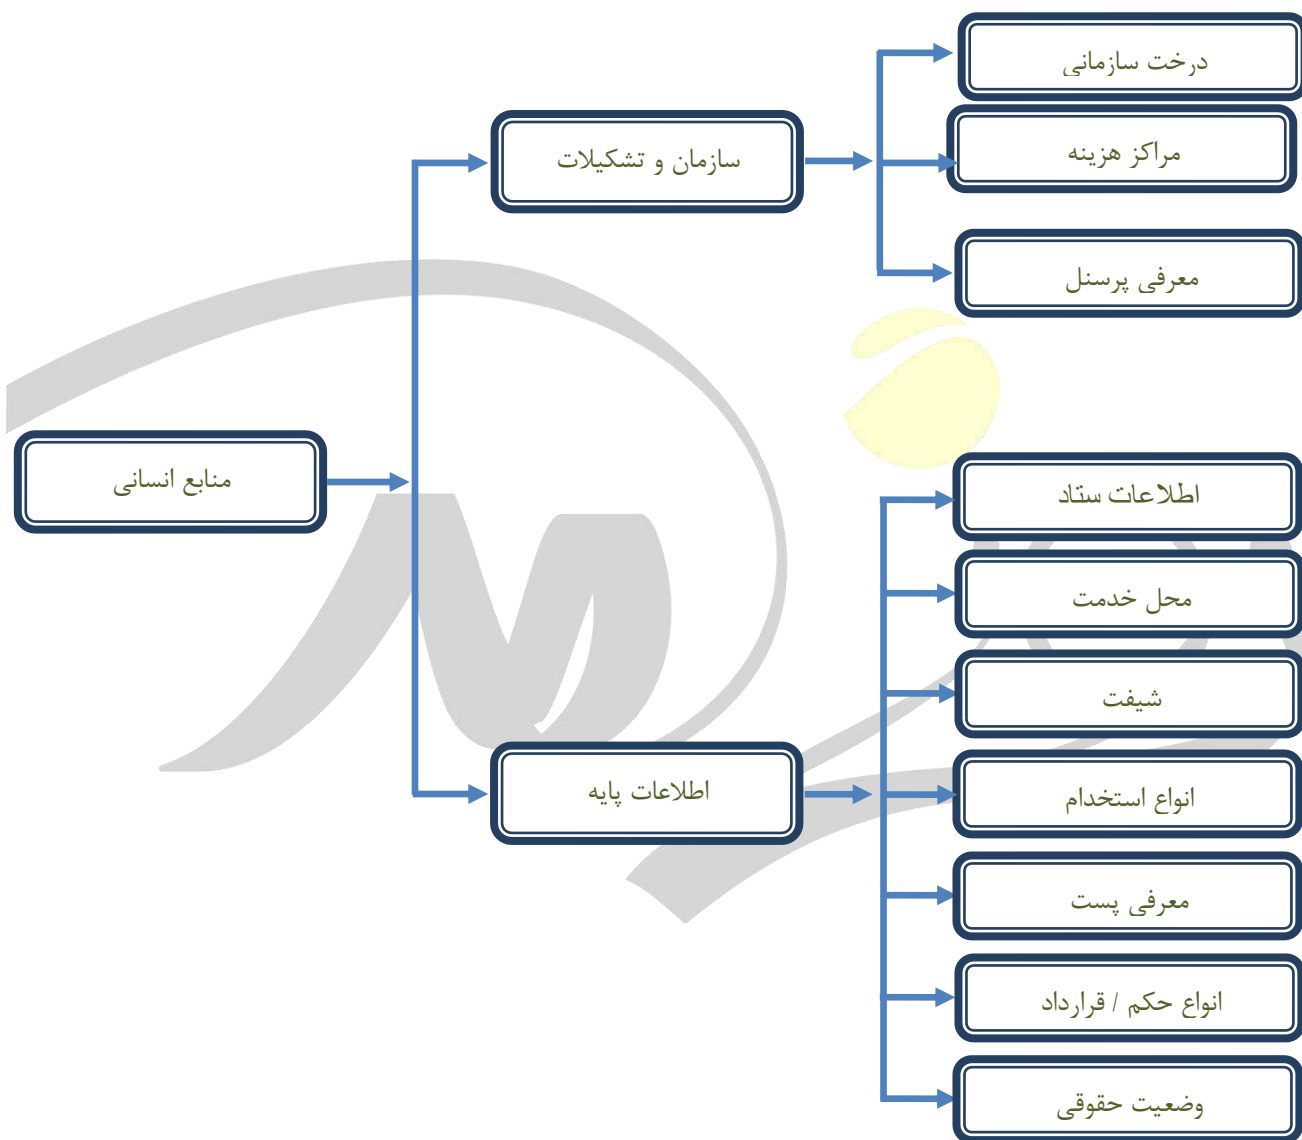 درخت سازمانی
مراکز هزینه
سازمان و تشکیلات
معرفی پرسنل
منابع انسانی
اطلاعات ستاد
محل خدمت
شیفت
اطلاعات پایه
انواع استخدام
معرفی پست
انواع حکم / قرارداد
وضعیت حقوقی